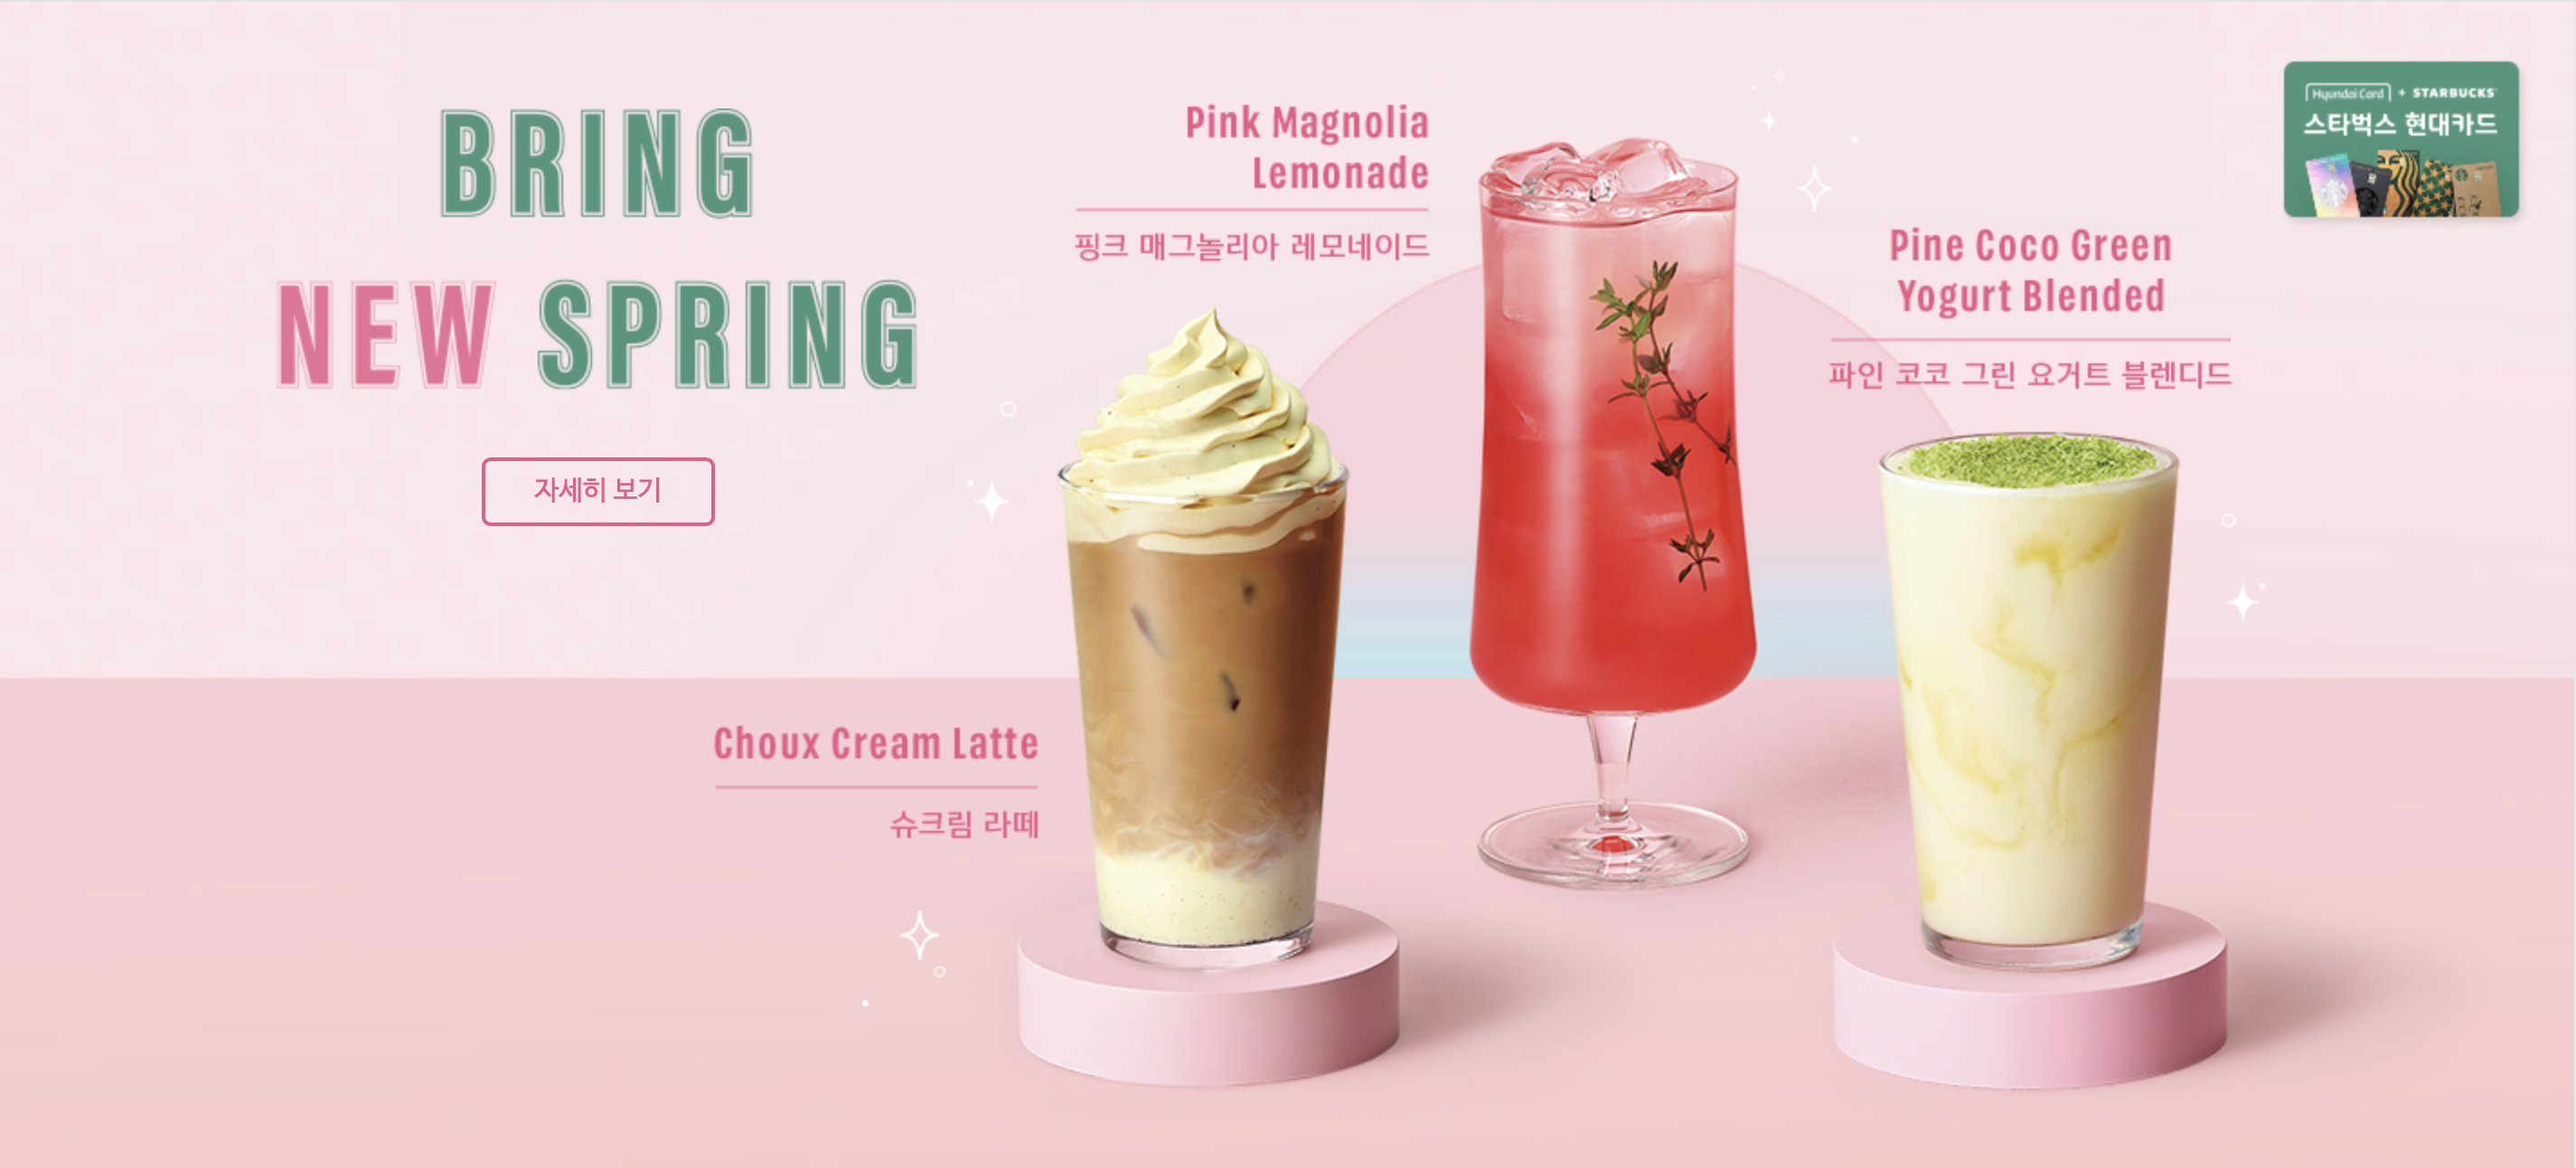 BRING
NEW SPRING
자세히 보기
Pink Magnolia
Lemonade
핑크 매그놀리아 레모네이드
Pine Coco Green
Yogurt Blended
파인 코코 그린 요거트 블렌디드
Choux Cream Latte
슈크림 라떼
Hyundai Card + STARBUCKS
스타벅스 현대카드